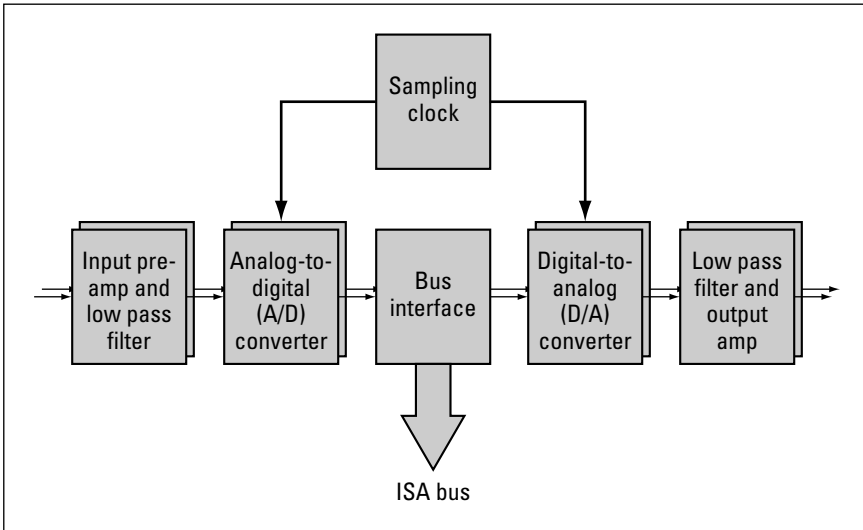 Sampling
clock
Input pre-
amp and
low pass
filter
Analog-to-
digital
(A/D)
converter
Bus
interface
Digital-to-
analog
(D/A)
converter
Low pass
filter and
output
amp
ISA bus